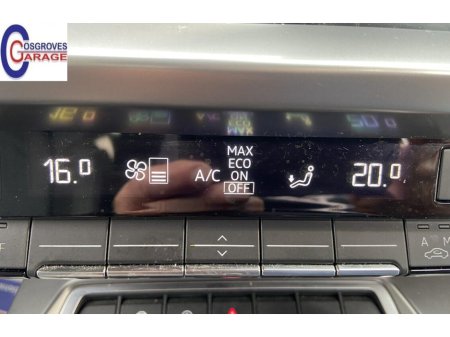 COSGROVES
GARAGE
16.0
A/C
MAX
ECO
ON
OFF
20.0
A M